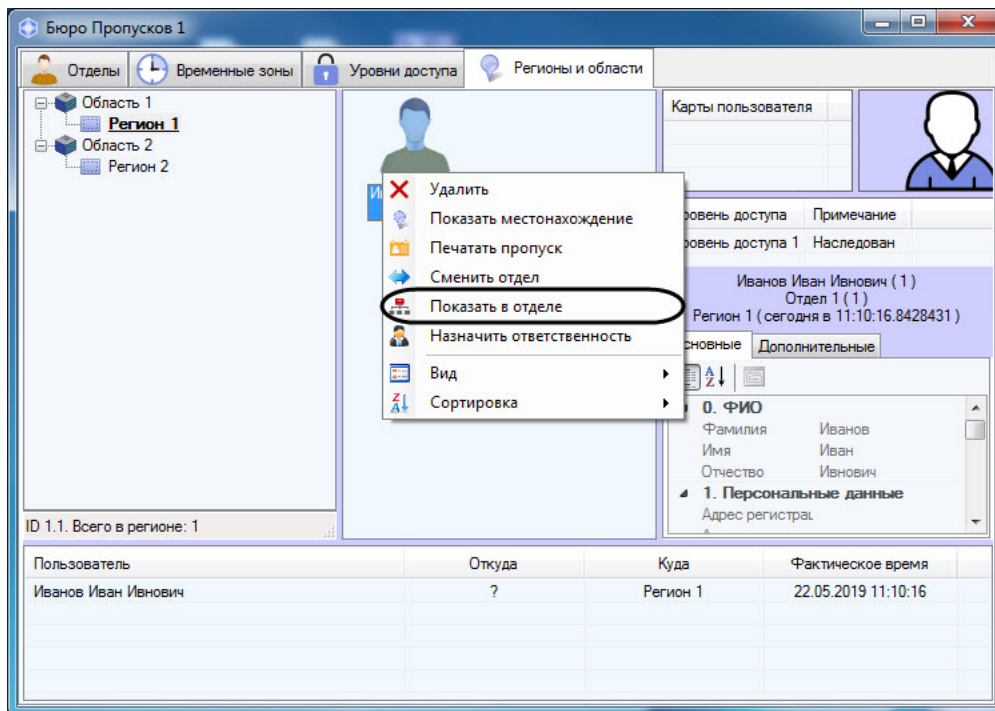 Бюро Пропусков 1
Отделы Временные зоны Уровни доступа Регионы и области
Область 1
Регион 1
Область 2
Регион 2
ID 1.1. Всего в регионе: 1
Удалить
Показать местонахождение
Печатать пропуск
Сменить отдел
Показать в отделе
Назначить ответственность
Вид
Сортировка
Карты пользователя
доступа Примечание
доступа 1 Наследован
Иванов Иван Ивнович ( 1 )
Отдел 1 ( 1 )
Регион 1 ( сегодня в 11:10:16.8428431 )
Дополнительные
0. ФИО
Фамилия Иванов
Имя Иван
Отчество Ивнович
1. Персональные данные
Адрес
Пользователь Откуда Куда Фактическое время
Иванов Иван Ивнович ? Регион 1 22.05.2019 11:10:16